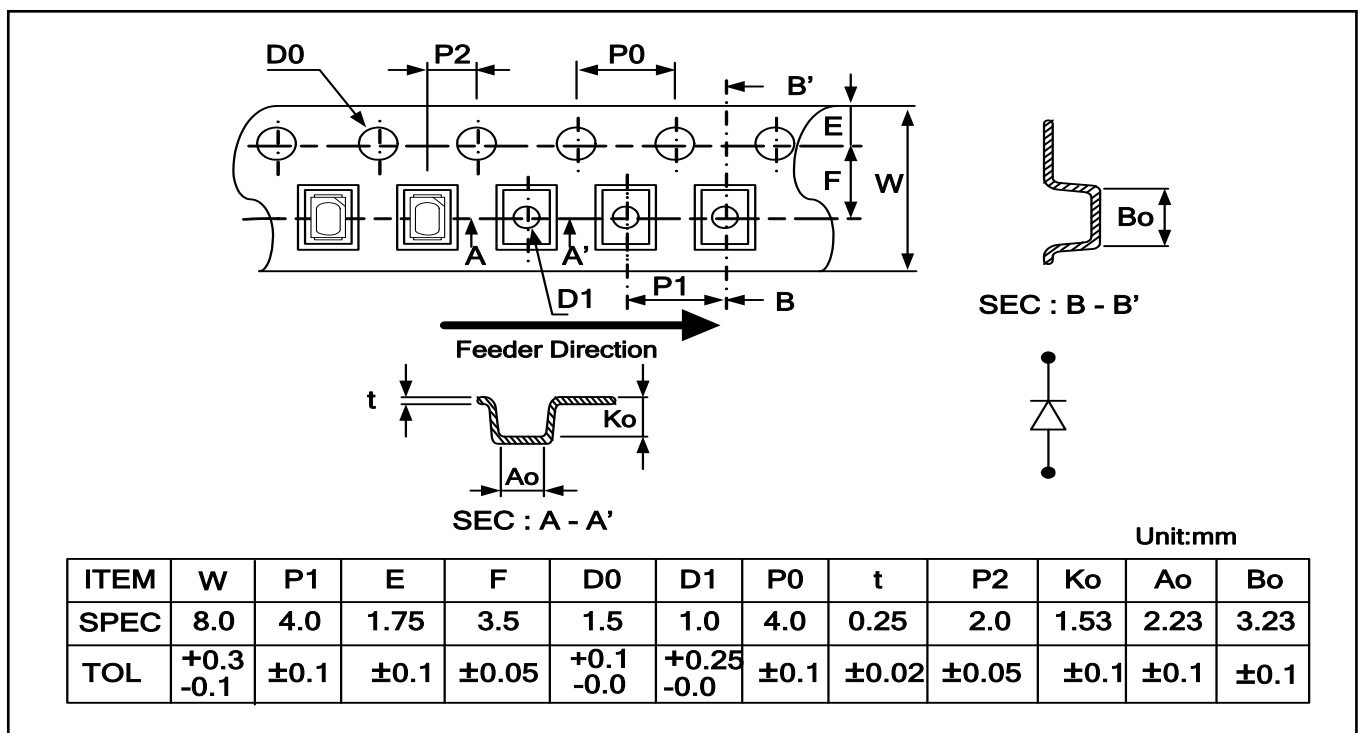 D0
P2
P0
B'
E
F
W
A
A'
D1
P1
B
Feeder Direction
Bo
SEC : B - B'
t
Ko
Ao
SEC : A - A'
Unit:mm
ITEM W P1 E F D0 D1 P0 t P2 Ko Ao Bo
SPEC 8.0 4.0 1.75 3.5 1.5 1.0 4.0 0.25 2.0 1.53 2.23 3.23
TOL +0.3 -0.1 ±0.1 ±0.1 ±0.05 +0.1 -0.0 +0.25 -0.0 ±0.1 ±0.02 ±0.05 ±0.1 ±0.1 ±0.1